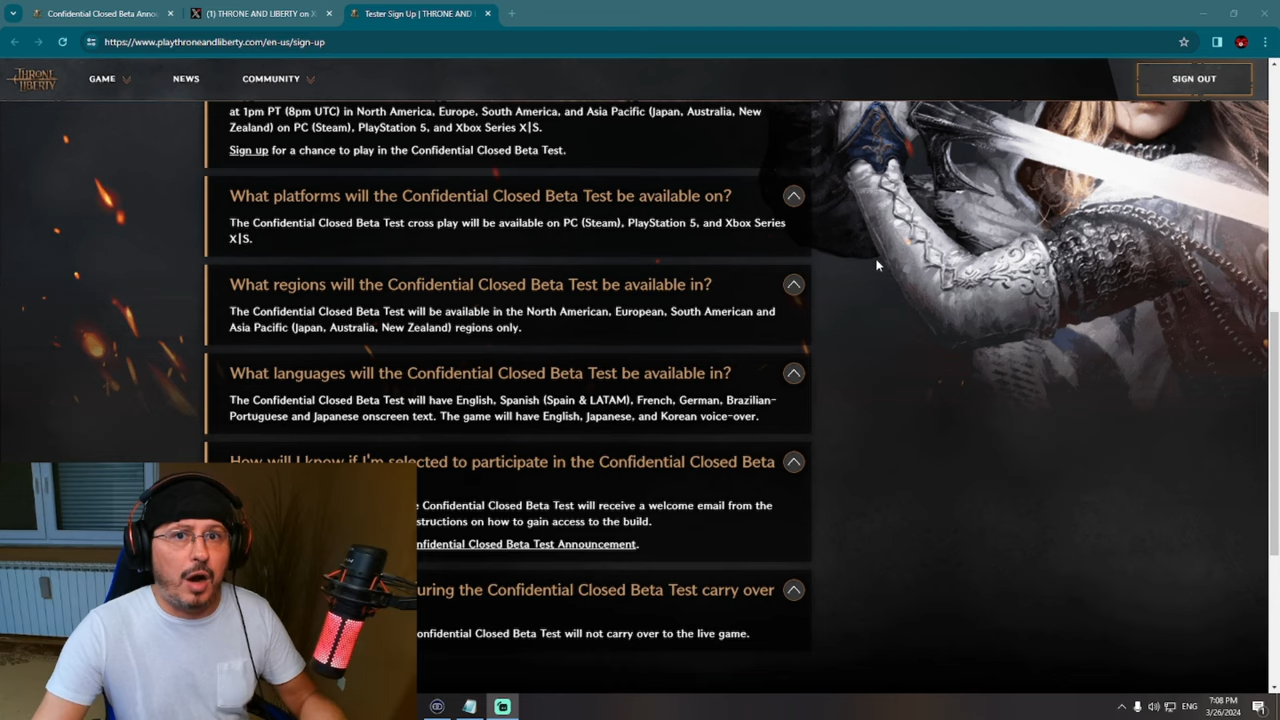 Confidential Closed Beta Annou
(1) THRONE AND LIBERTY on X
Tester Sign Up | THRONE AND
https://www.playthroneandliberty.com/en-us/sign-up
THRONE
LIBERTY
GAME
NEWS
COMMUNITY
SIGN OUT
at 1pm PT (8pm UTC) in North America, Europe, South America, and Asia Pacific (Japan, Australia, New
Zealand) on PC (Steam), PlayStation 5, and Xbox Series X|S.
Sign up for a chance to play in the Confidential Closed Beta Test.
What platforms will the Confidential Closed Beta Test be available on?
The Confidential Closed Beta Test cross play will be available on PC (Steam), PlayStation 5, and Xbox Series
X|S.
What regions will the Confidential Closed Beta Test be available in?
The Confidential Closed Beta Test will be available in the North American, European, South American and
Asia Pacific (Japan, Australia, New Zealand) regions only.
What languages will the Confidential Closed Beta Test be available in?
The Confidential Closed Beta Test will have English, Spanish (Spain & LATAM), French, German, Brazilian-
Portuguese and Japanese onscreen text. The game will have English, Japanese, and Korean voice-over.
How will I know if I'm selected to participate in the Confidential Closed Beta
Confidential Closed Beta Test will receive a welcome email from the
structions on how to gain access to the build.
nfidential Closed Beta Test Announcement.
uring the Confidential Closed Beta Test carry over
onfidential Closed Beta Test will not carry over to the live game.
ENG
7:08 PM
3/26/2024